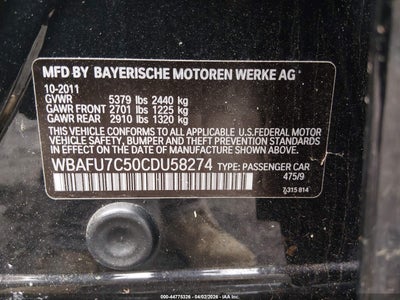 MFD BY BAYERISCHE MOTOREN WERKE AG
10-2011
GVWR 5379 lbs 2440 kg
GAWR FRONT 2701 lbs 1225 kg
GAWR REAR 2910 lbs 1320 kg
THIS VEHICLE CONFORMS TO ALL APPLICABLE
U.S.FEDERAL MOTOR
VEHICLE SAFETY, BUMPER, AND THEFT PREVENTION
STANDARDS IN EFFECT ON THE DATE OF
MANUFACTURE SHOWN ABOVE.
WBAFU7C50CDU58274 TYPE: PASSENGER CAR
475/9
7.315 814
© IAAI - 44775326 - 04/02/2026 - IAAI